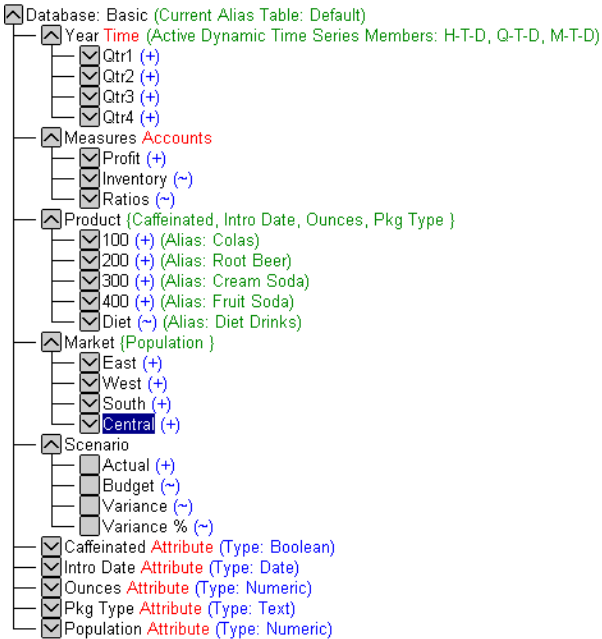 Database: Basic (Current Alias Table: Default)
Year Time (Active Dynamic Time Series Members: H-T-D, Q-T-D, M-T-D)
Qtr1 (+)
Qtr2 (+)
Qtr3 (+)
Qtr4 (+)
Measures Accounts
Profit (+)
Inventory (~)
Ratios (~)
Product {Caffeinated, Intro Date, Ounces, Pkg Type }
100 (+) (Alias: Colas)
200 (+) (Alias: Root Beer)
300 (+) (Alias: Cream Soda)
400 (+) (Alias: Fruit Soda)
Diet (~) (Alias: Diet Drinks)
Market {Population }
East (+)
West (+)
South (+)
Central (+)
Scenario
Actual (+)
Budget (~)
Variance (~)
Variance % (~)
Caffeinated Attribute (Type: Boolean)
Intro Date Attribute (Type: Date)
Ounces Attribute (Type: Numeric)
Pkg Type Attribute (Type: Text)
Population Attribute (Type: Numeric)